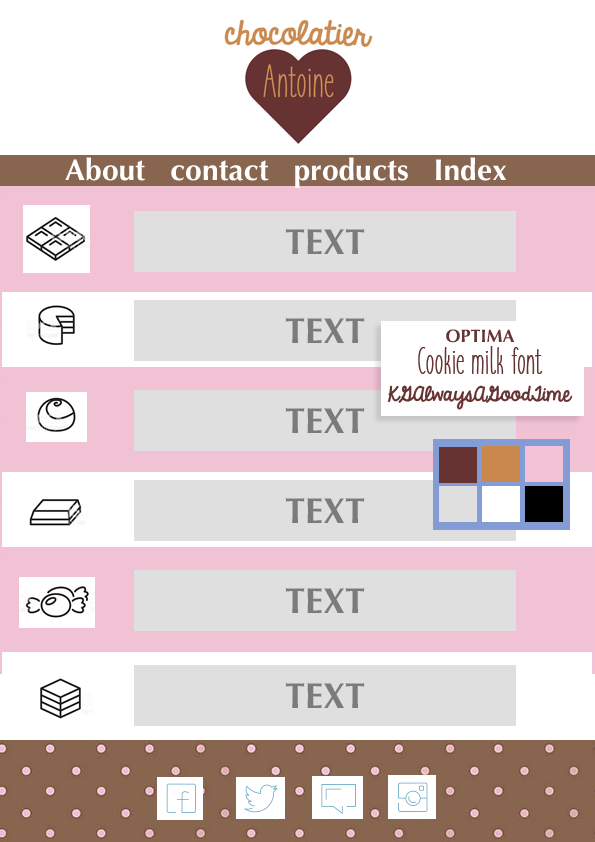 chocolatier
Antoine
About contact products Index
TEXT
TEXT
OPTIMA
Cookie milk font
KGAlwaysAGoodTime
TEXT
TEXT
TEXT
TEXT
f